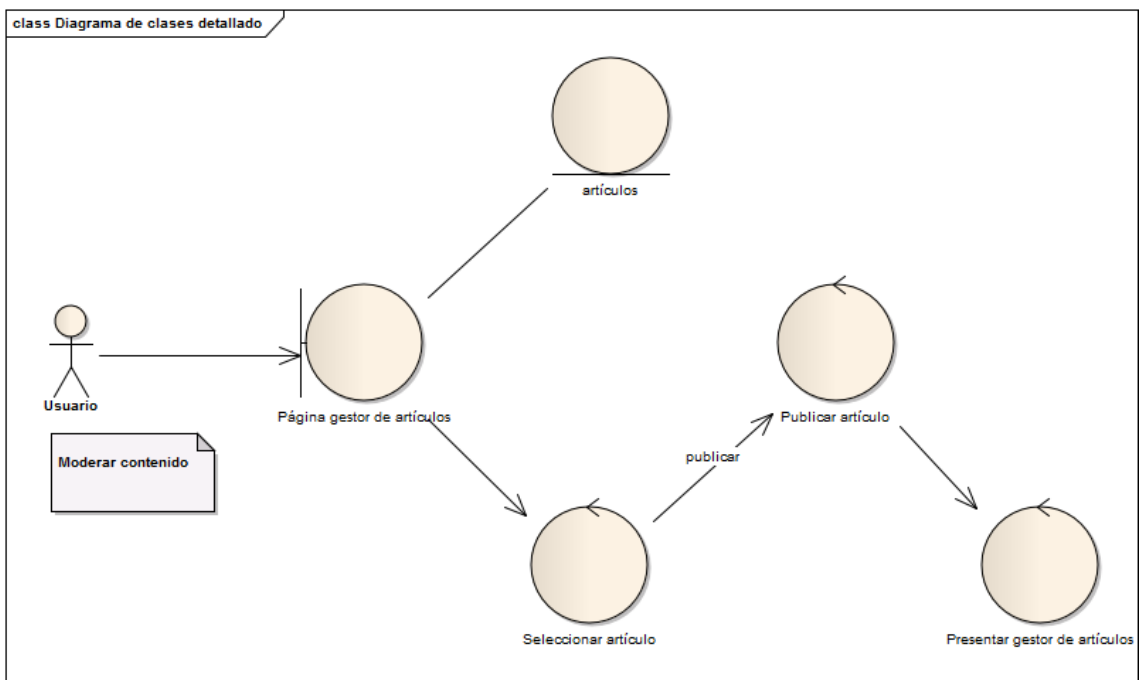 class Diagrama de clases detallado
artículos
Usuario
Página gestor de artículos
Moderar contenido
publicar
Publicar artículo
Seleccionar artículo
Presentar gestor de artículos